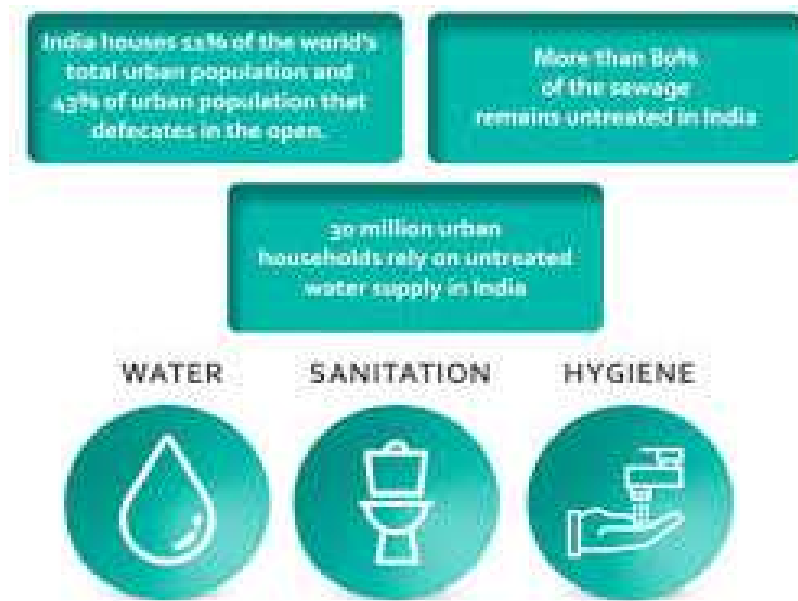 India houses 11% of the world's
total urban population and
43% of urban population that
defecates in the open.
More than 80%
of the sewage
remains untreated in India
30 million urban
households rely on untreated
water supply in India
WATER SANITATION HYGIENE